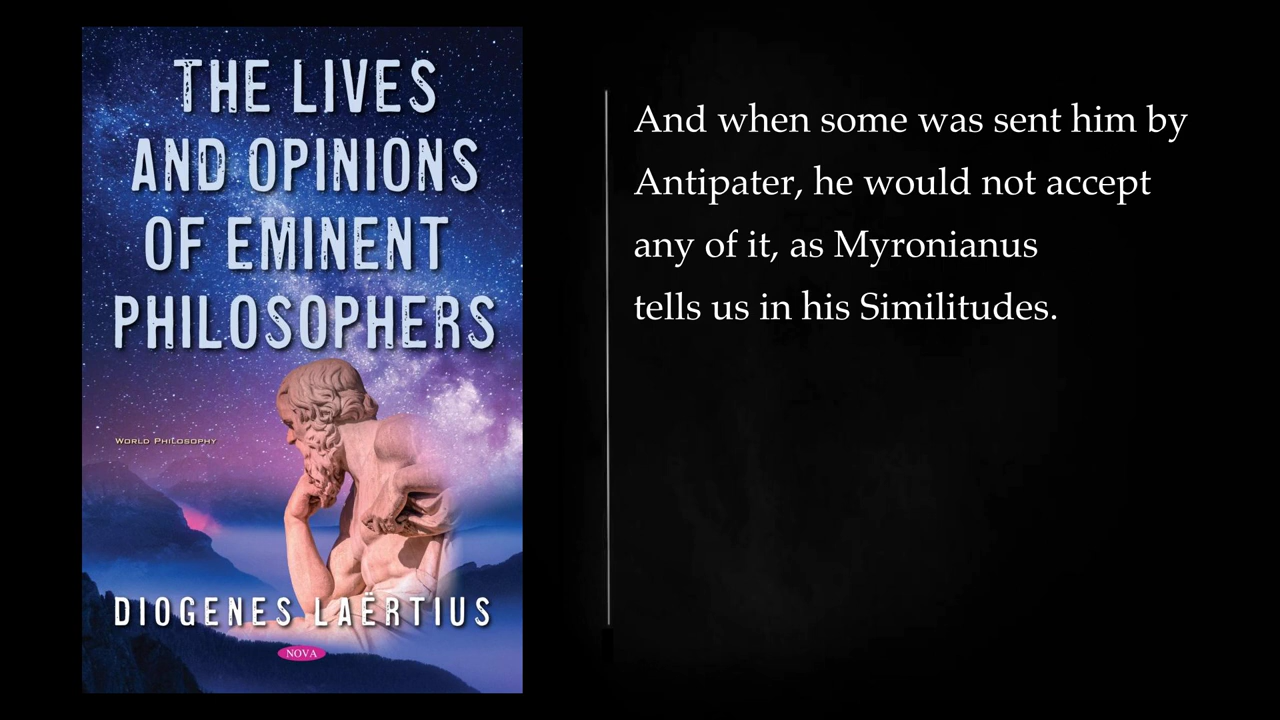 THE LIVES
AND OPINIONS
OF EMINENT
PHILOSOPHERS
WORLD PHILOSOPHY
DIOGENES LAËRTIUS
NOVA
And when some was sent him by
Antipater, he would not accept
any of it, as Myronianus
tells us in his Similitudes.